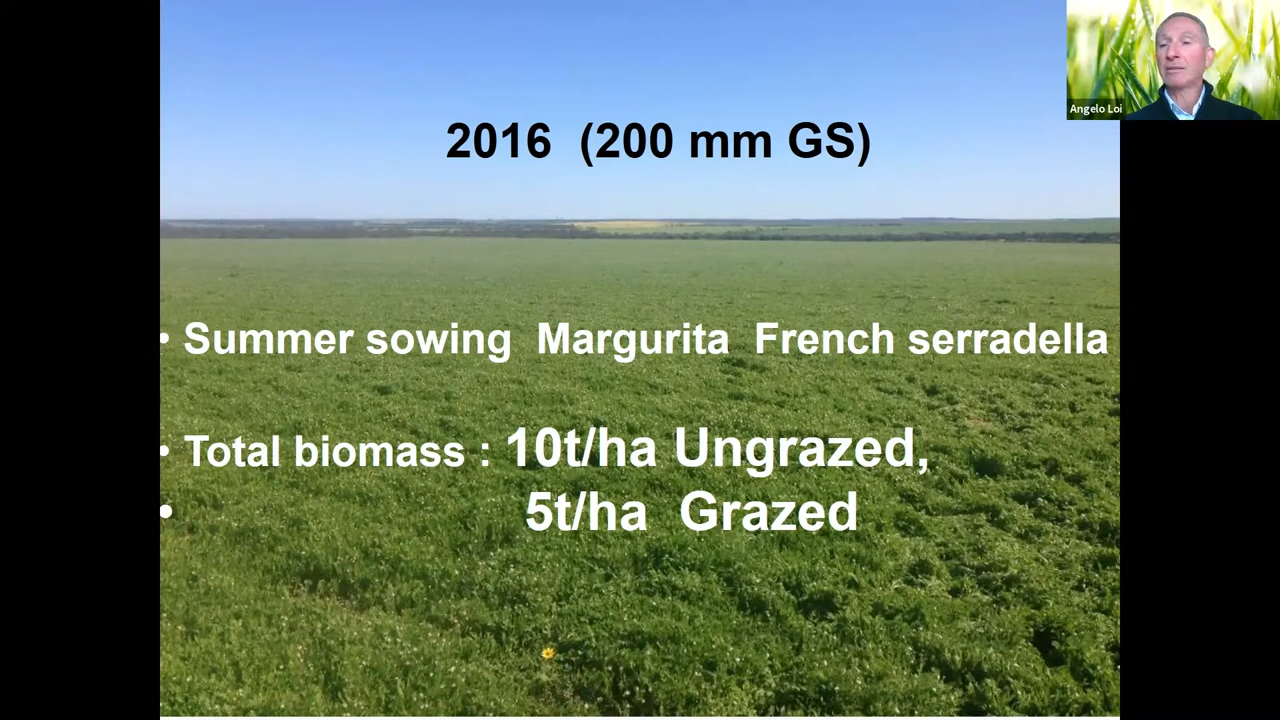 Angelo Loi
2016 (200 mm GS)
• Summer sowing Margurita French serradella
• Total biomass : 10t/ha Ungrazed,
• 5t/ha Grazed